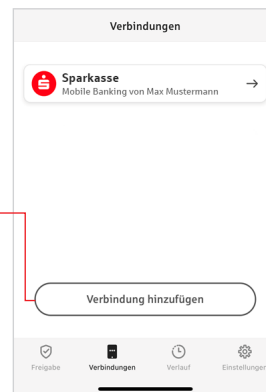 Verbindungen
Sparkasse
Mobile Banking von Max Mustermann
Verbindung hinzufügen
Freigabe
Verbindungen
Verlauf
Einstellungen